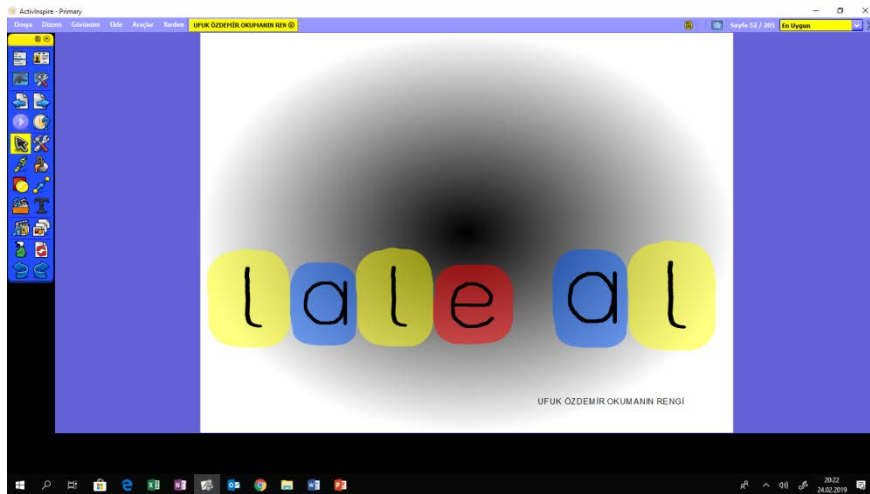 ActivInspire - Primary
Dosya Düzen Görünüm Ekle Araçlar Yardım UFUK ÖZDEMİR OKUMANIN REN Sayfa 52 / 205 En Uygun
lale al
UFUK ÖZDEMİR OKUMANIN RENGİ
20:22
24.02.2019